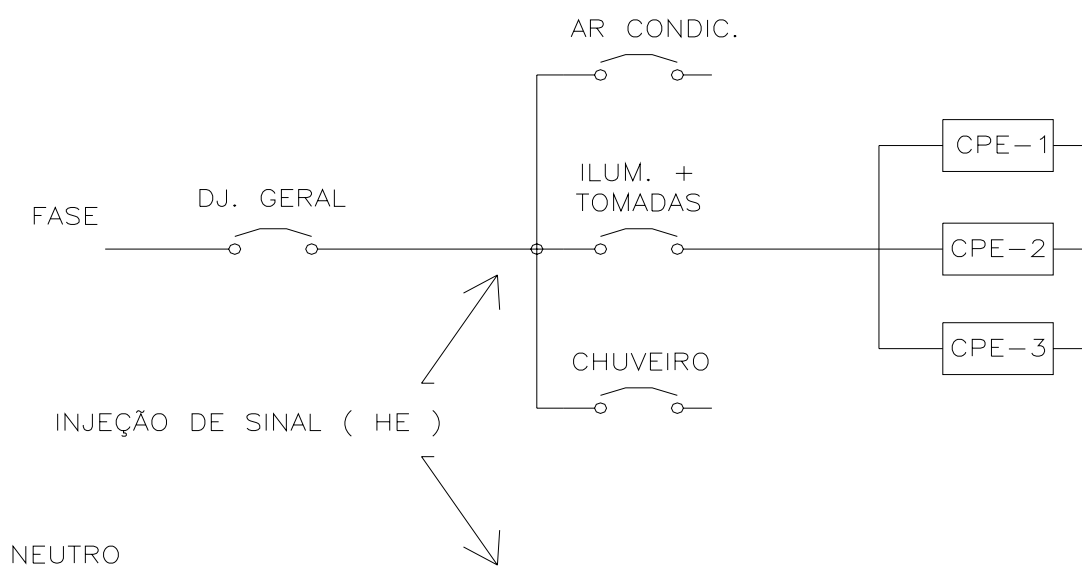 AR CONDIC.
ILUM. +
TOMADAS
CPE-1
DJ. GERAL
FASE
CPE-2
CPE-3
CHUVEIRO
INJEÇÃO DE SINAL ( HE )
NEUTRO